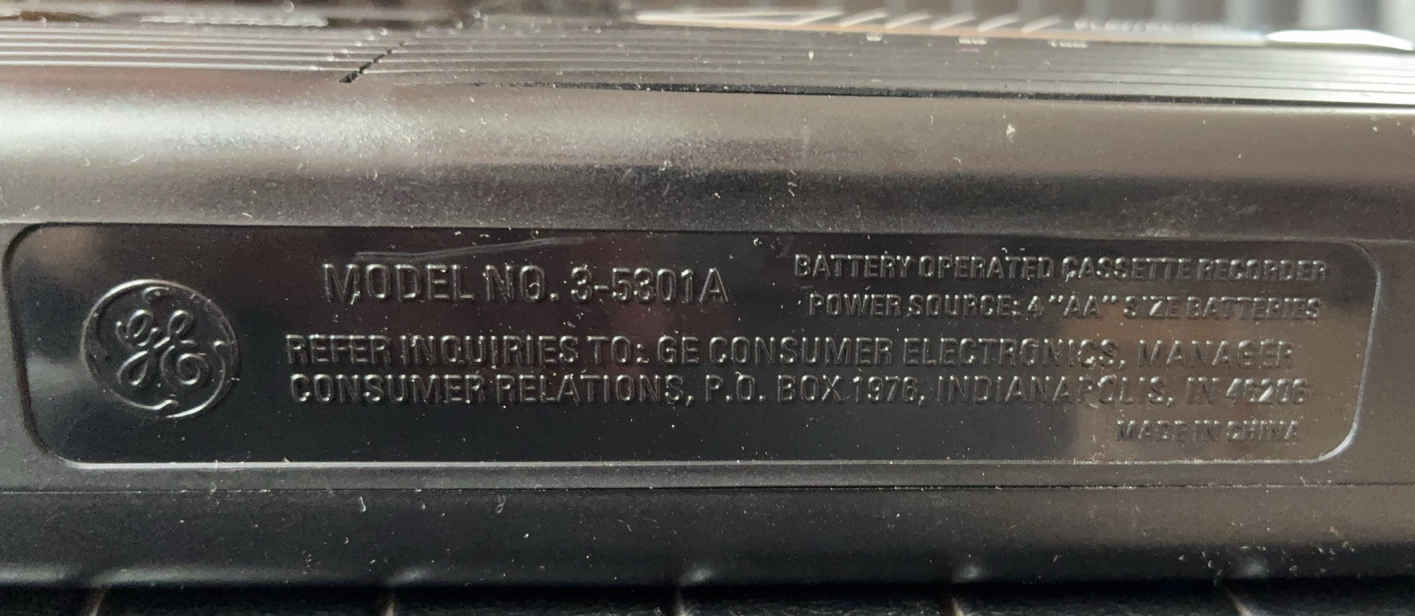 MODEL NO. 3-5301A
BATTERY OPERATED CASSETTE RECORDER
POWER SOURCE: 4 "AA" SIZE BATTERIES
REFER INQUIRIES TO: GE CONSUMER ELECTRONICS, MANAGER
CONSUMER RELATIONS, P.O. BOX 1976, INDIANAPOLIS, IN 46206
MADE IN CHINA
GE